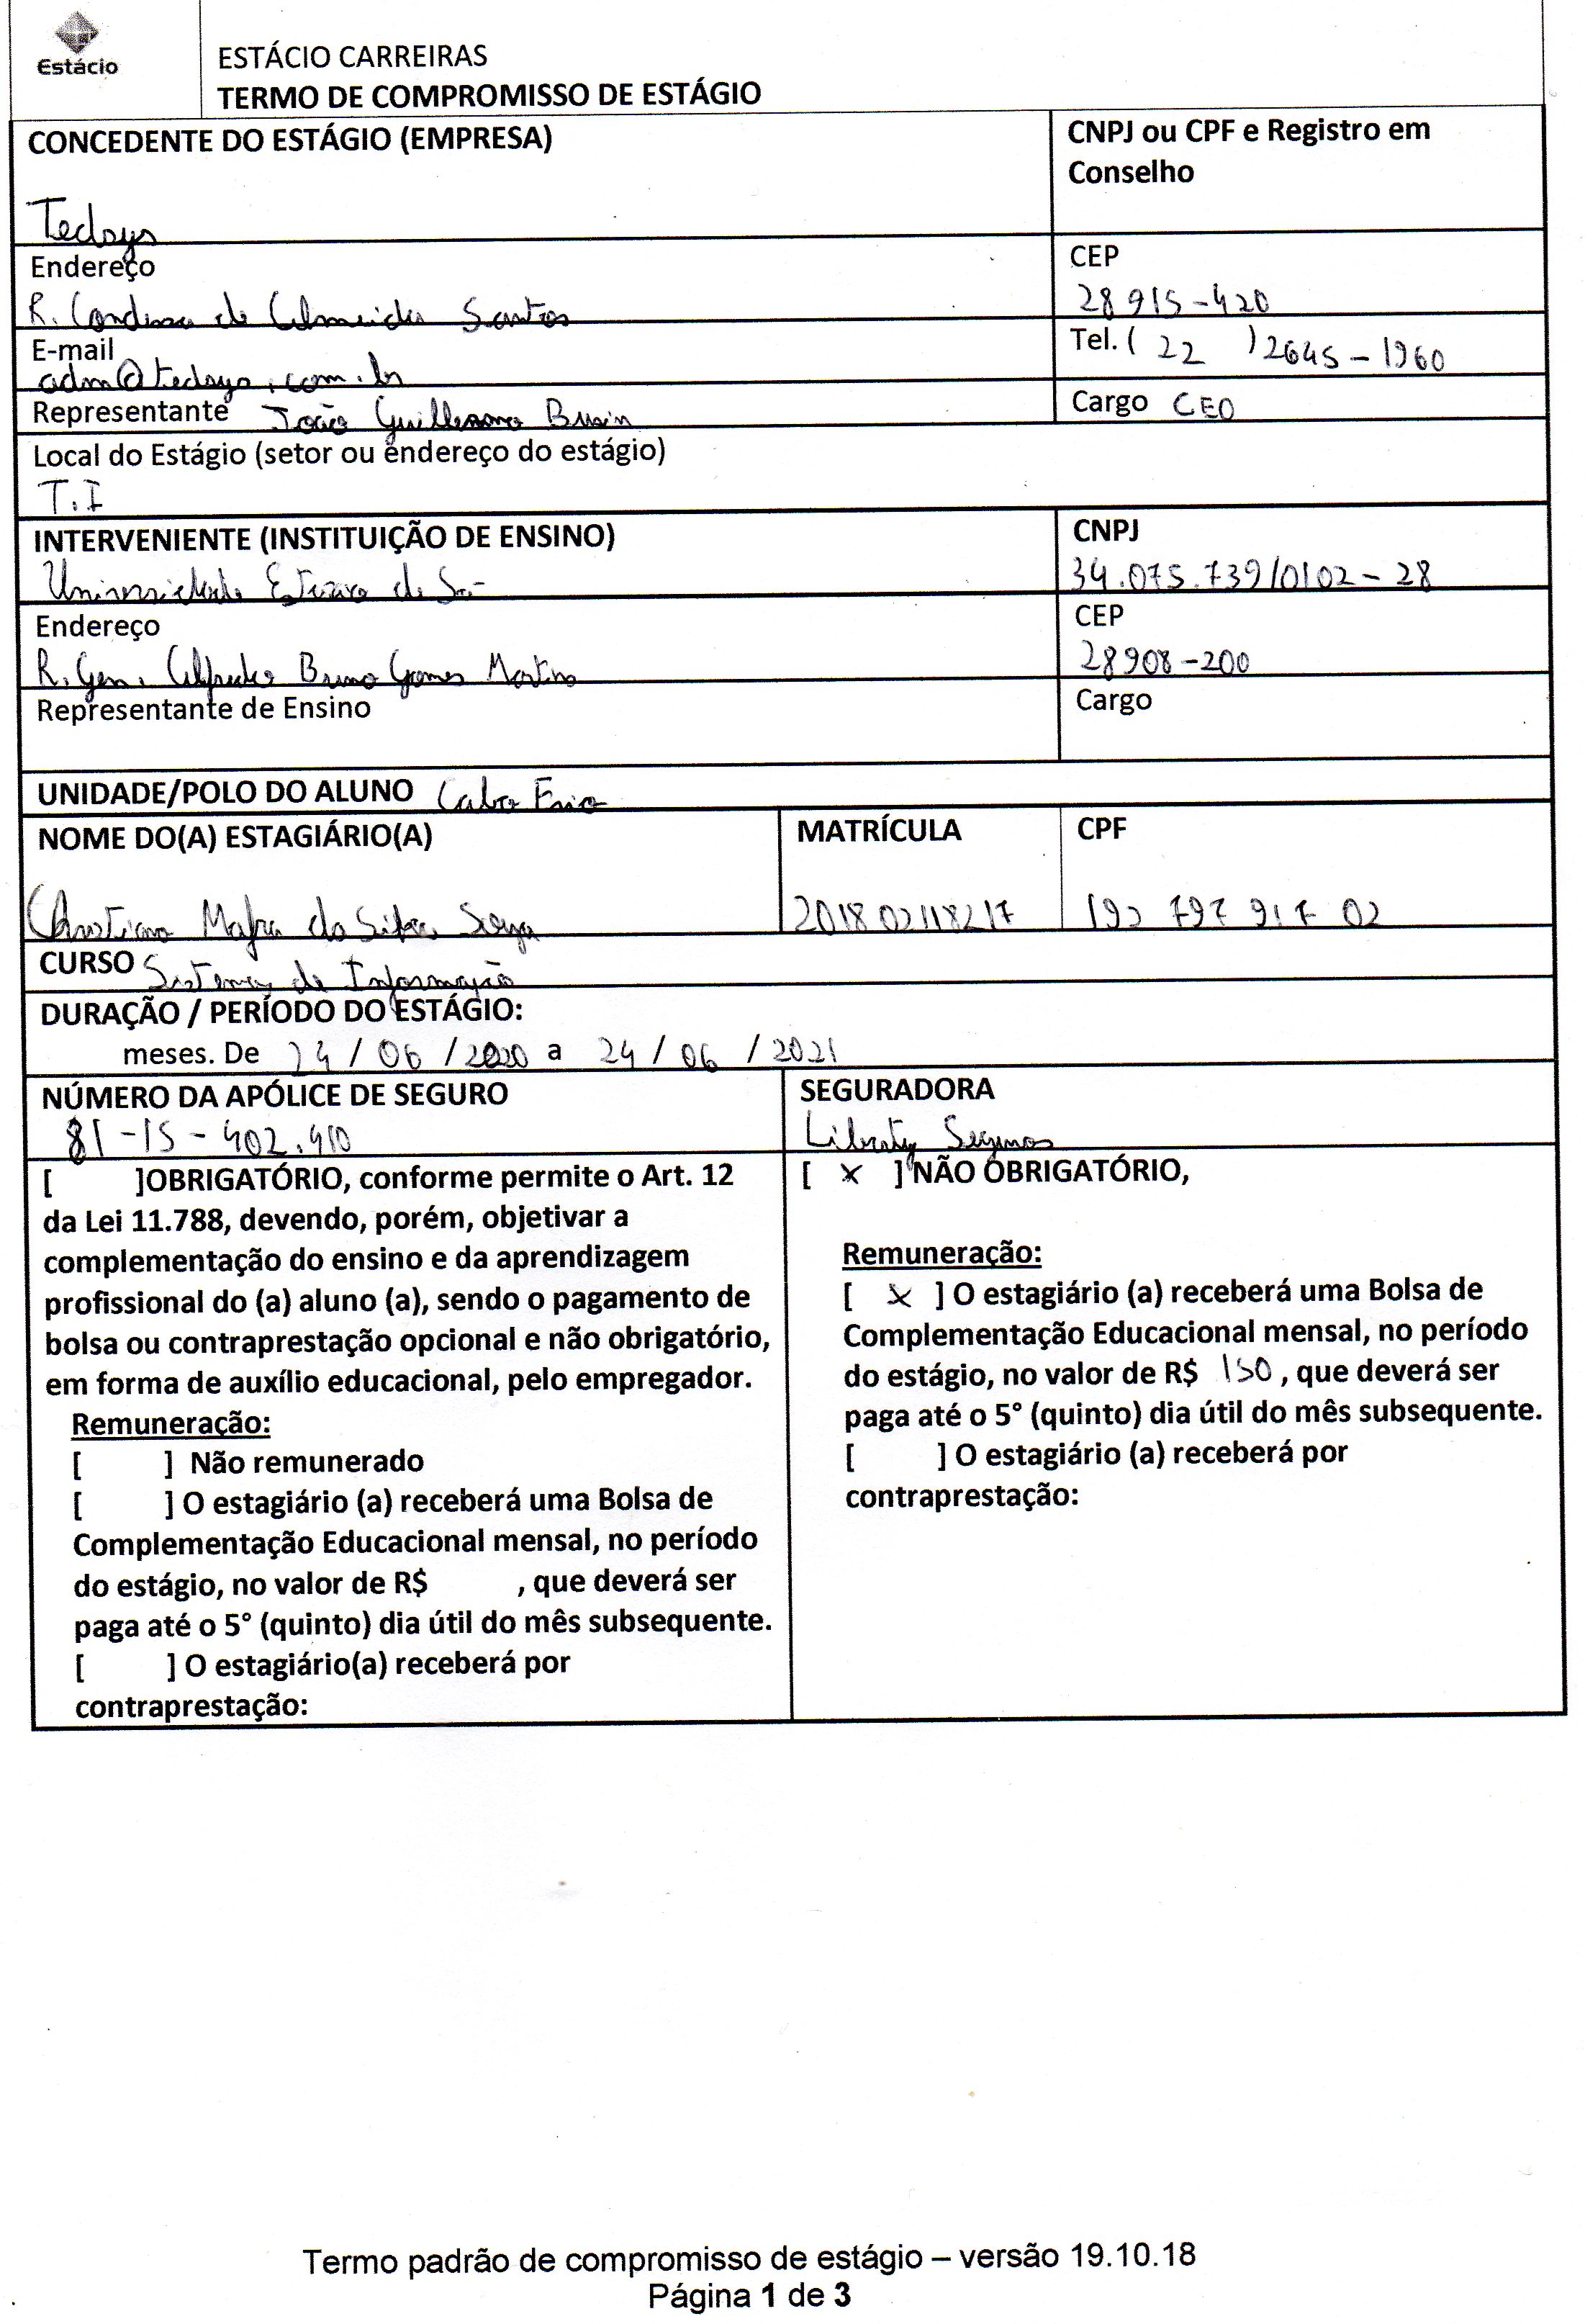 Estácio
ESTÁCIO CARREIRAS
TERMO DE COMPROMISSO DE ESTÁGIO
CONCEDENTE DO ESTÁGIO (EMPRESA)
Tecsys
CNPJ ou CPF e Registro em
Conselho
Endereço
R. de Almeida Santos
CEP
28915-420
E-mail
adm@tecsys.com.br
Tel. ( 22 ) 2645-1960
Representante João Guillermo
Cargo CEO
Local do Estágio (setor ou endereço do estágio)
T.I
INTERVENIENTE (INSTITUIÇÃO DE ENSINO)
Universidade Estácio de Sá
CNPJ
34.075.739/0102-28
Endereço
R. Gen. Alfredo Bruno Gomes Martins
CEP
28908-200
Representante de Ensino
Cargo
UNIDADE/POLO DO ALUNO Cabo Frio
NOME DO(A) ESTAGIÁRIO(A)
Mafra da Silva
MATRÍCULA
201802118217
CPF
CURSO Sistemas de Informação
DURAÇÃO / PERÍODO DO ESTÁGIO:
meses. De 24 / 06 / 2020 a 24 / 06 / 2021
NÚMERO DA APÓLICE DE SEGURO
81-15-402.410
SEGURADORA
Liberty Seguros
[ ]OBRIGATÓRIO, conforme permite o Art. 12
da Lei 11.788, devendo, porém, objetivar a
complementação do ensino e da aprendizagem
profissional do (a) aluno (a), sendo o pagamento de
bolsa ou contraprestação opcional e não obrigatório,
em forma de auxílio educacional, pelo empregador.
Remuneração:
[ ] Não remunerado
[ ] O estagiário (a) receberá uma Bolsa de
Complementação Educacional mensal, no período
do estágio, no valor de R$ , que deverá ser
paga até o 5° (quinto) dia útil do mês subsequente.
[ ] O estagiário(a) receberá por
contraprestação:
[ x ] NÃO OBRIGATÓRIO,
Remuneração:
[ x ] O estagiário (a) receberá uma Bolsa de
Complementação Educacional mensal, no período
do estágio, no valor de R$ 150, que deverá ser
paga até o 5° (quinto) dia útil do mês subsequente.
[ ] O estagiário (a) receberá por
contraprestação:
Termo padrão de compromisso de estágio – versão 19.10.18
Página 1 de 3